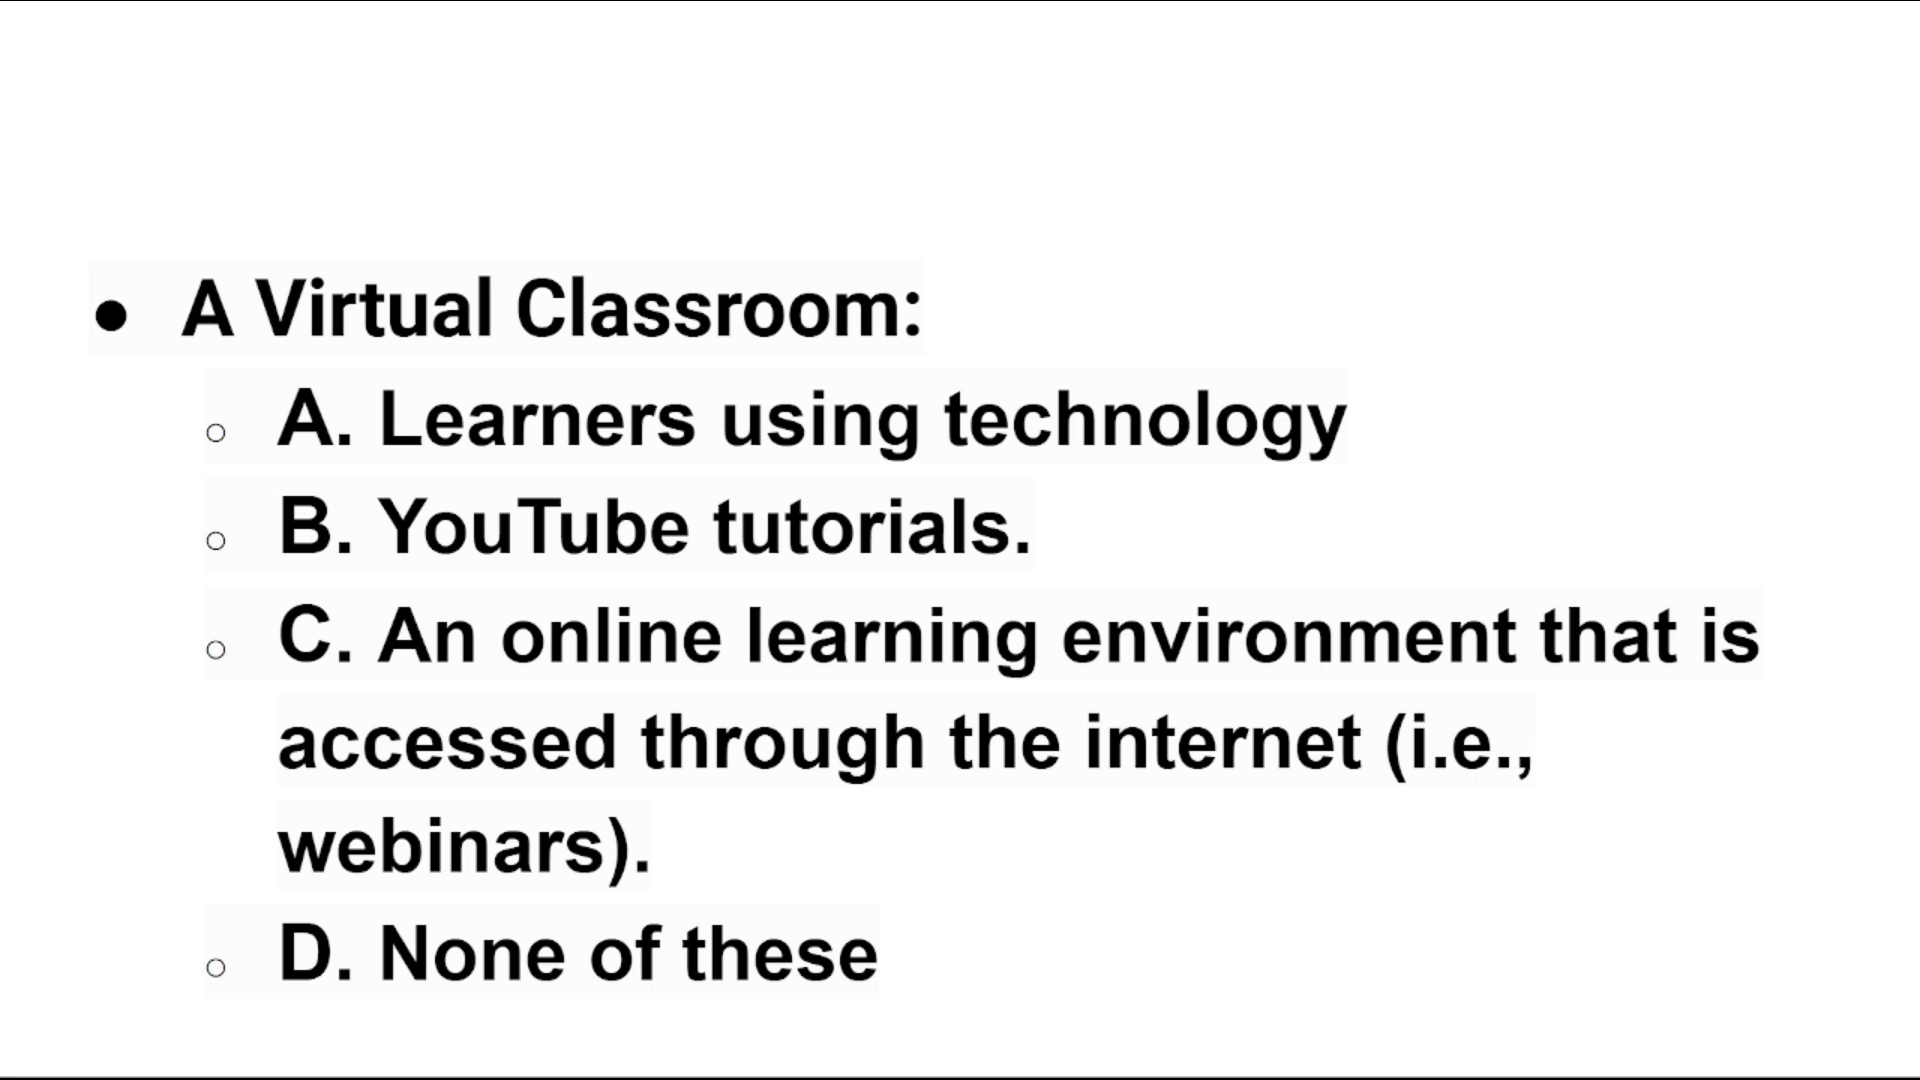 ● A Virtual Classroom:
○ A. Learners using technology
○ B. YouTube tutorials.
○ C. An online learning environment that is
accessed through the internet (i.e.,
webinars).
○ D. None of these